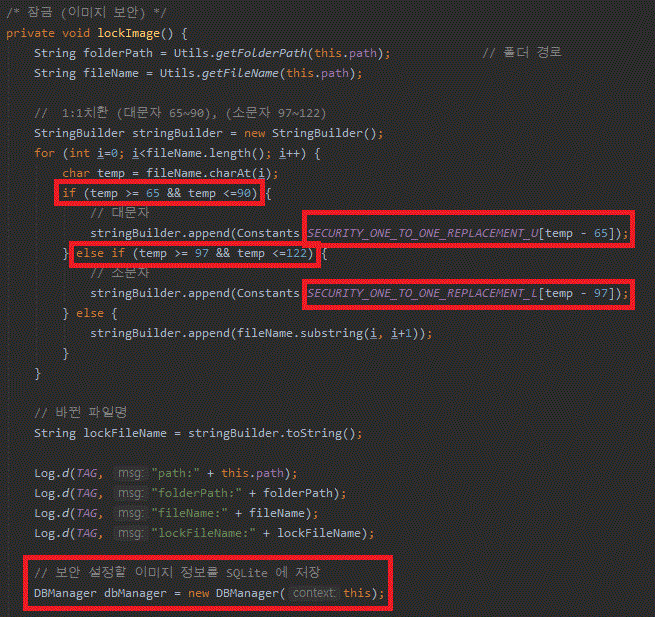 /* 잠금 (이미지 보안) */
private void lockImage() {
String folderPath = Utils.getFolderPath(this.path); // 폴더 경로
String fileName = Utils.getFileName(this.path);
// 1:1치환 (대문자 65~90), (소문자 97~122)
StringBuilder stringBuilder = new StringBuilder();
for (int i=0; i<fileName.length(); i++) {
char temp = fileName.charAt(i);
if (temp >= 65 && temp <=90) {
// 대문자
stringBuilder.append(Constants.SECURITY_ONE_TO_ONE_REPLACEMENT_U[temp - 65]);
} else if (temp >= 97 && temp <=122) {
// 소문자
stringBuilder.append(Constants.SECURITY_ONE_TO_ONE_REPLACEMENT_L[temp - 97]);
} else {
stringBuilder.append(fileName.substring(i, i+1));
}
}
// 바뀐 파일명
String lockFileName = stringBuilder.toString();
Log.d(TAG, msg: "path:" + this.path);
Log.d(TAG, msg: "folderPath:" + folderPath);
Log.d(TAG, msg: "fileName:" + fileName);
Log.d(TAG, msg: "lockFileName:" + lockFileName);
// 보안 설정할 이미지 정보를 SQLite 에 저장
DBManager dbManager = new DBManager( context: this);